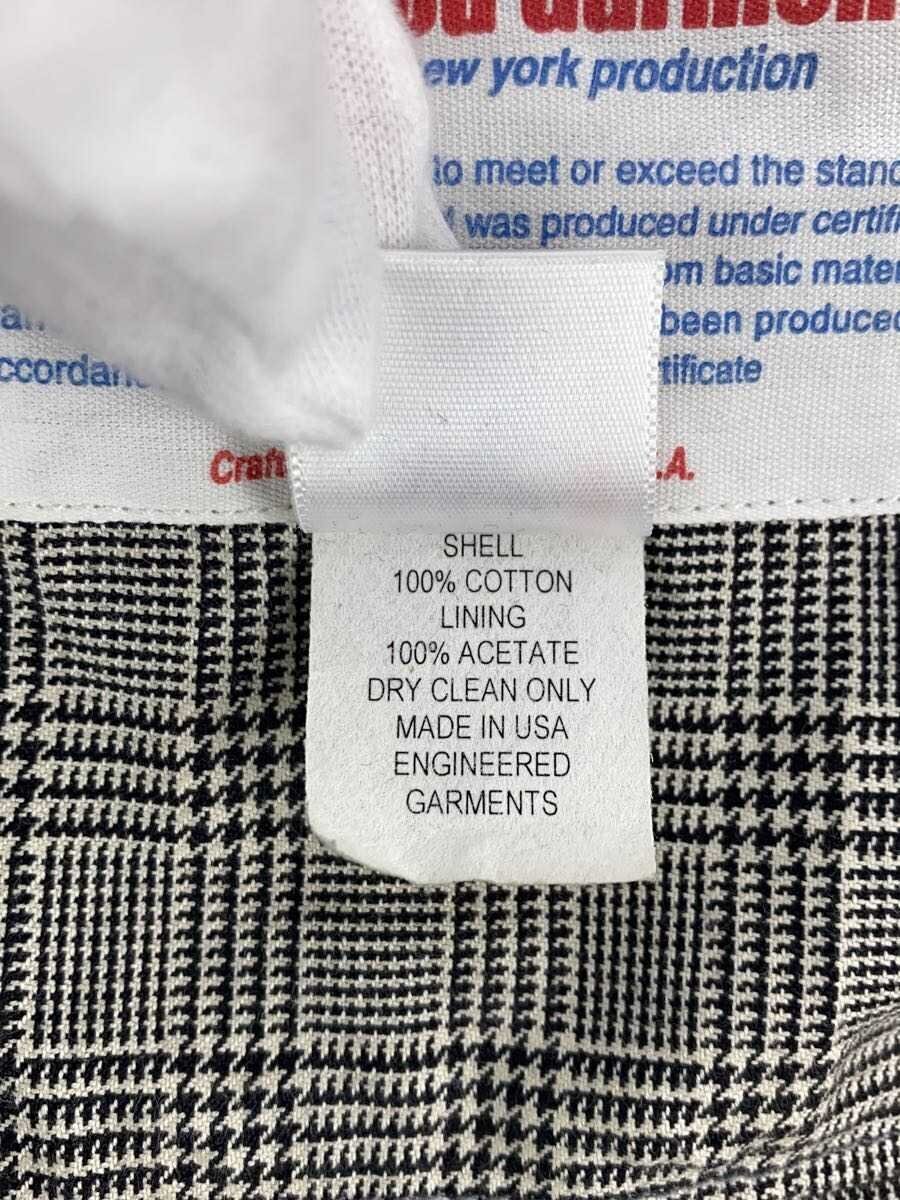 ew york production
to meet or exceed the stand
was produced under certifi
om basic mater
been produced
ccordan
tificate
Craft .A.
SHELL
100% COTTON
LINING
100% ACETATE
DRY CLEAN ONLY
MADE IN USA
ENGINEERED
GARMENTS